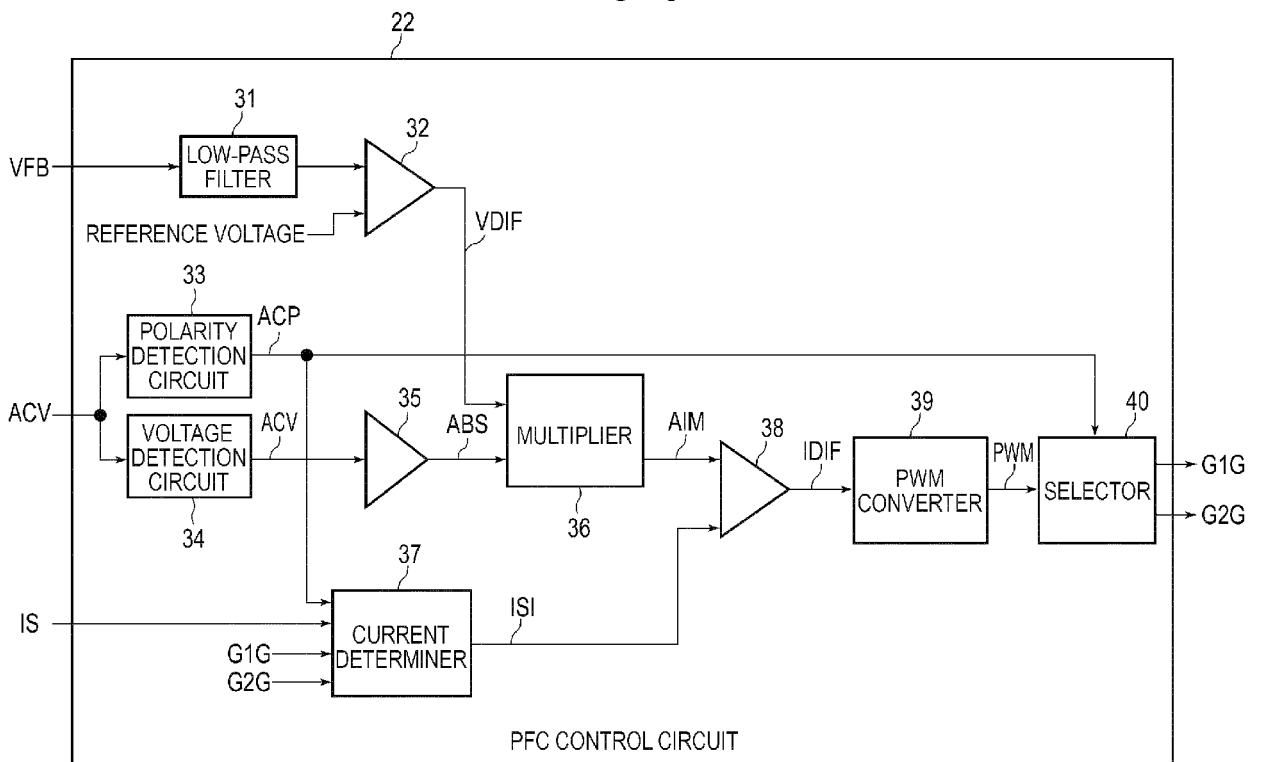 22
31
32
VFB
LOW-PASS
FILTER
REFERENCE VOLTAGE
VDIF
33
ACP
POLARITY
DETECTION
CIRCUIT
ACV
VOLTAGE
DETECTION
CIRCUIT
34
ACV
35
ABS
MULTIPLIER
36
AIM
38
IDIF
39
PWM
CONVERTER
PWM
40
SELECTOR
G1G
G2G
37
IS
G1G
G2G
CURRENT
DETERMINER
ISI
PFC CONTROL CIRCUIT